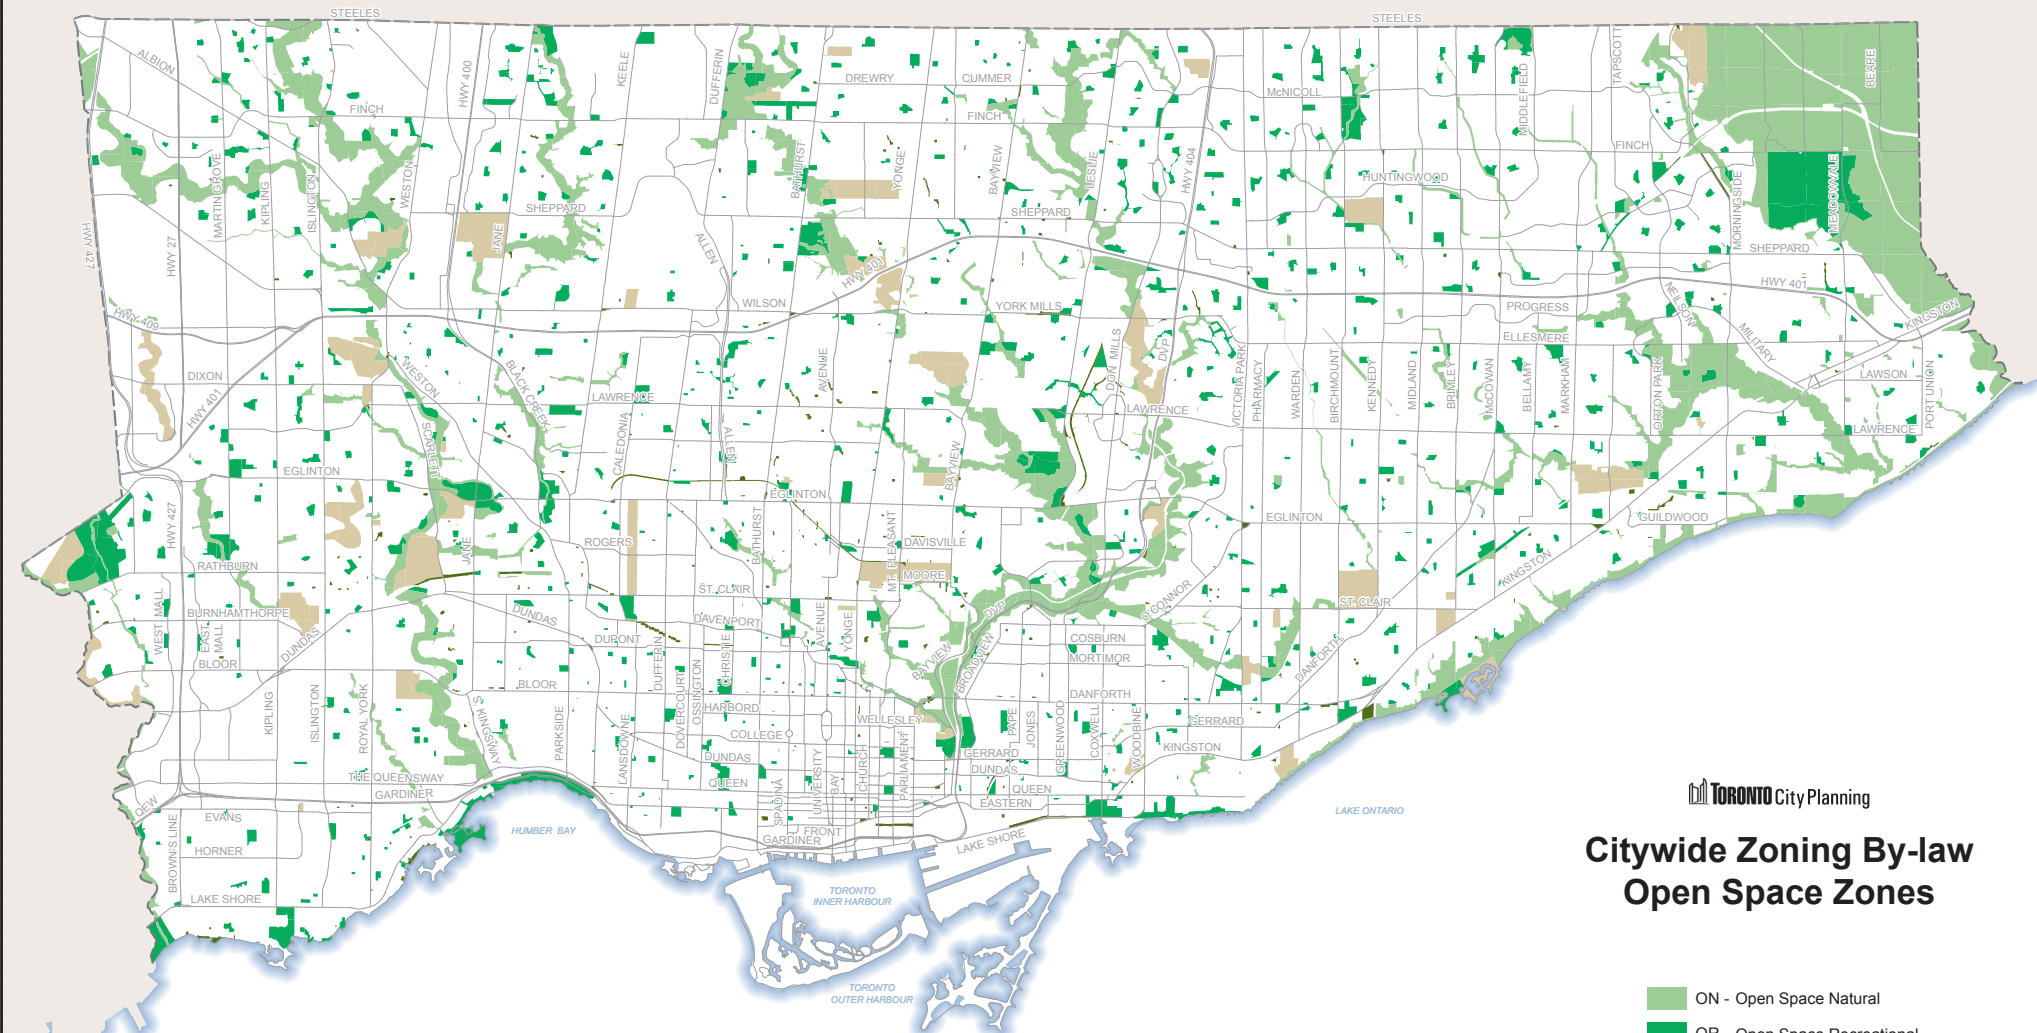 STEELES
STEELES
ALBION
HWY 400
KEELE
DUFFERIN
DREWRY
CUMMER
McNICOLL
MIDDLEFIELD
TAPSCOTT
BEARE
FINCH
FINCH
FINCH
MARTIN GROVE
KIPLING
ISLINGTON
WESTON
BATHURST
YONGE
BAYVIEW
LESLIE
HWY 404
HUNTINGWOOD
MORNINGSIDE
MEADOWVALE
SHEPPARD
SHEPPARD
SHEPPARD
HWY 427
HWY 27
JANE
ALLEN
HWY 401
HWY 401
WILSON
YORK MILLS
PROGRESS
NEILSON
KINGSTON
HWY 409
ELLESMERE
MILITARY
DIXON
HWY 401
WESTON
BLACK CREEK
AVENUE
DON MILLS
DVP
VICTORIA PARK
PHARMACY
WARDEN
BIRCHMOUNT
KENNEDY
MIDLAND
BRIMLEY
McCOWAN
BELLAMY
MARKHAM
ORTON PARK
LAWSON
PORT UNION
LAWRENCE
LAWRENCE
LAWRENCE
SCARLETT
CALEDONIA
ALLEN
BAYVIEW
EGLINTON
EGLINTON
EGLINTON
GUILDWOOD
HWY 427
JANE
ROGERS
BATHURST
MT. PLEASANT
DAVISVILLE
RATHBURN
MOORE
KINGSTON
WEST MALL
BURNHAMTHORPE
EAST MALL
DUNDAS
DUNDAS
ST. CLAIR
ST. CLAIR
DAVENPORT
AVENUE
YONGE
DVP
O'CONNOR
BLOOR
DUPONT
DUFFERIN
CHRISTIE
BAYVIEW
BROADVIEW
COSBURN
MORTIMOR
DANFORTH
KIPLING
ISLINGTON
ROYAL YORK
BLOOR
S. KINGSWAY
PARKSIDE
LANSDOWNE
DOVERCOURT
OSSINGTON
HARBORD
COLLEGE
WELLESLEY
DANFORTH
PAPE
JONES
GREENWOOD
COXWELL
WOODBINE
GERRARD
KINGSTON
THE QUEENSWAY
GARDINER
DUNDAS
QUEEN
SPADINA
UNIVERSITY
BAY
CHURCH
PARLIAMENT
GERRARD
DUNDAS
QUEEN
EASTERN
QEW
EVANS
HORNER
BROWN'S LINE
LAKE SHORE
HUMBER BAY
FRONT
GARDINER
LAKE SHORE
LAKE ONTARIO
TORONTO
INNER HARBOUR
TORONTO
OUTER HARBOUR
TORONTO City Planning
Citywide Zoning By-law
Open Space Zones
ON - Open Space Natural
OR - Open Space Recreational